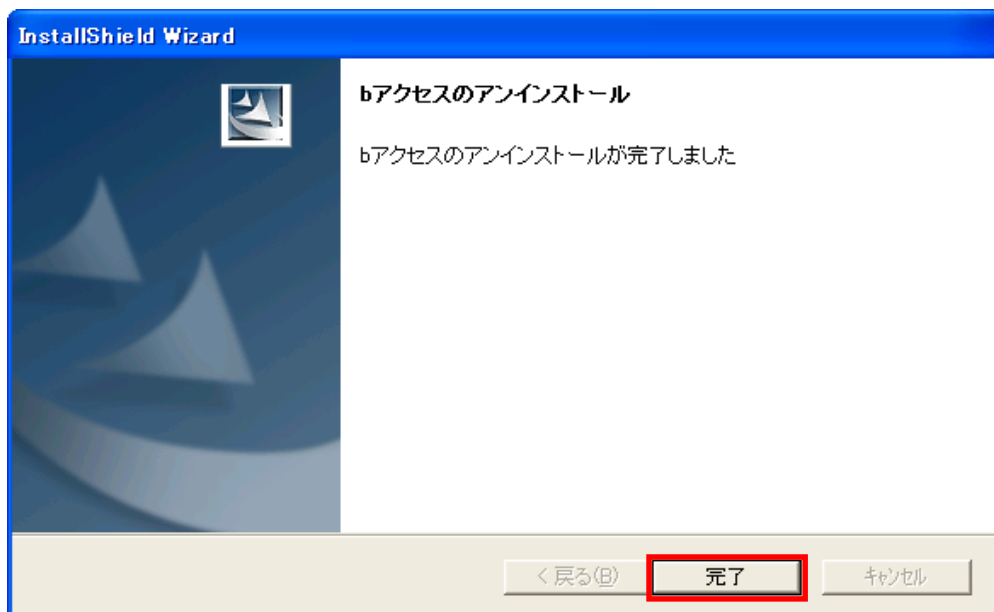 InstallShield Wizard
bアクセスのアンインストール
bアクセスのアンインストールが完了しました
< 戻る(B)
完了
キャンセル